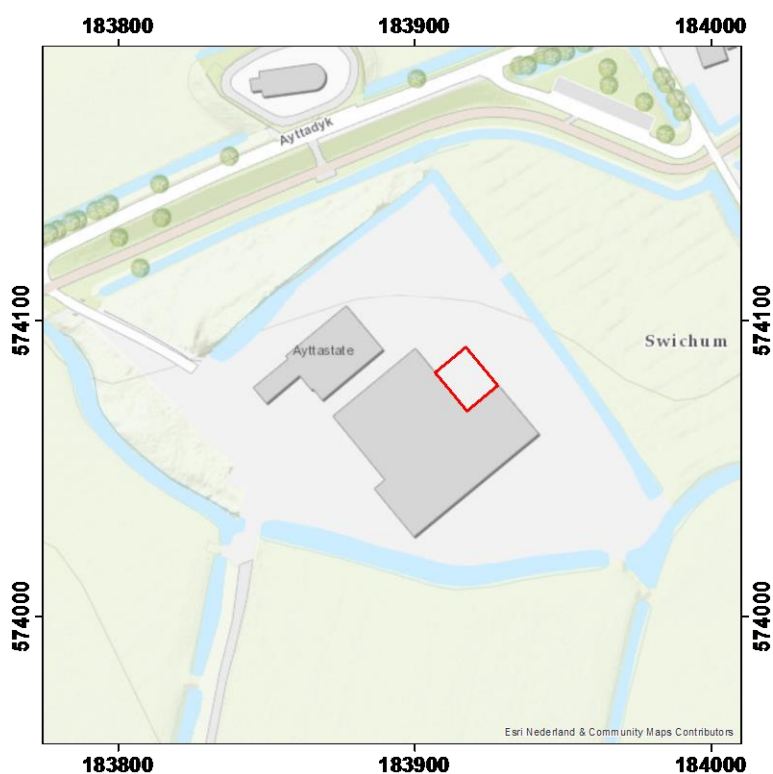 183800 183900 184000
Ayttadyk
574100 574100
Swichum
Ayttastate
574000 574000
Esri Nederland & Community Maps Contributors
183800 183900 184000